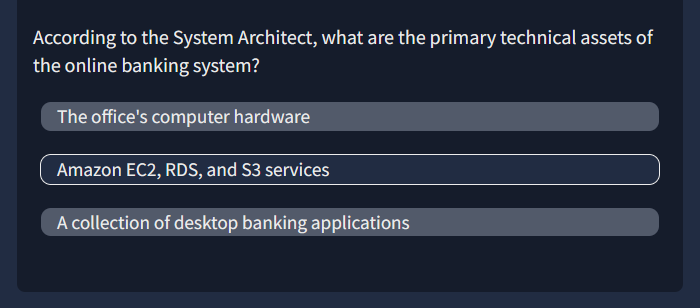 According to the System Architect, what are the primary technical assets of
the online banking system?
The office's computer hardware
Amazon EC2, RDS, and S3 services
A collection of desktop banking applications